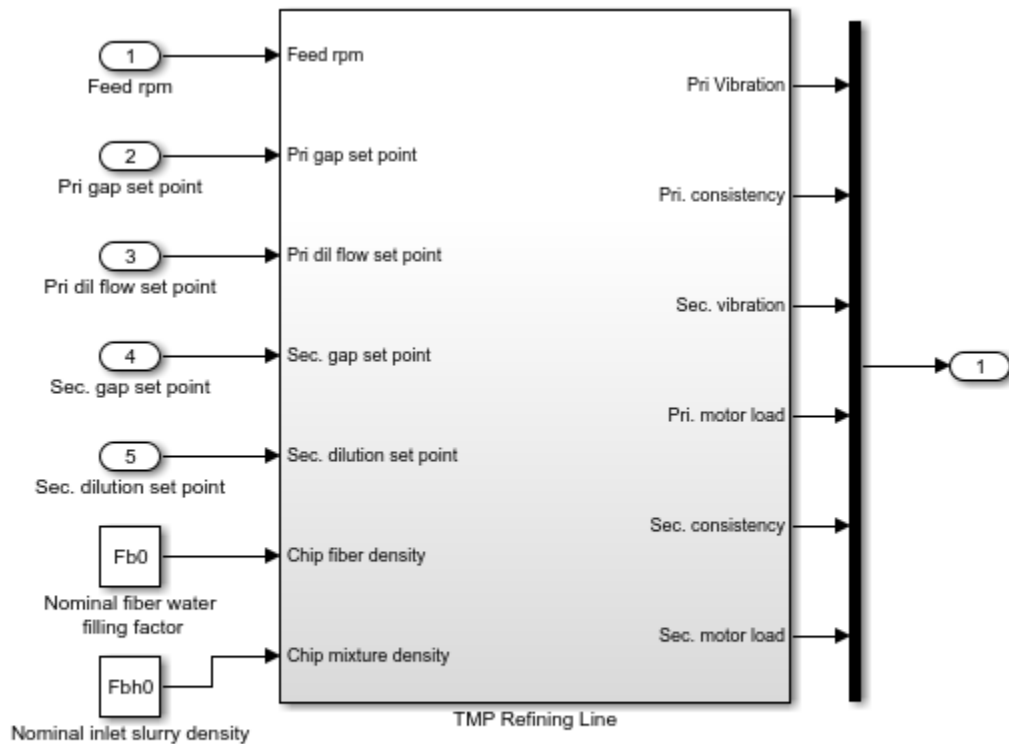 1
Feed rpm
2
Pri gap set point
3
Pri dil flow set point
4
Sec. gap set point
5
Sec. dilution set point
Fb0
Nominal fiber water
filling factor
Fbh0
Nominal inlet slurry density
Feed rpm
Pri gap set point
Pri dil flow set point
Sec. gap set point
Sec. dilution set point
Chip fiber density
Chip mixture density
Pri Vibration
Pri. consistency
Sec. vibration
Pri. motor load
Sec. consistency
Sec. motor load
TMP Refining Line
1